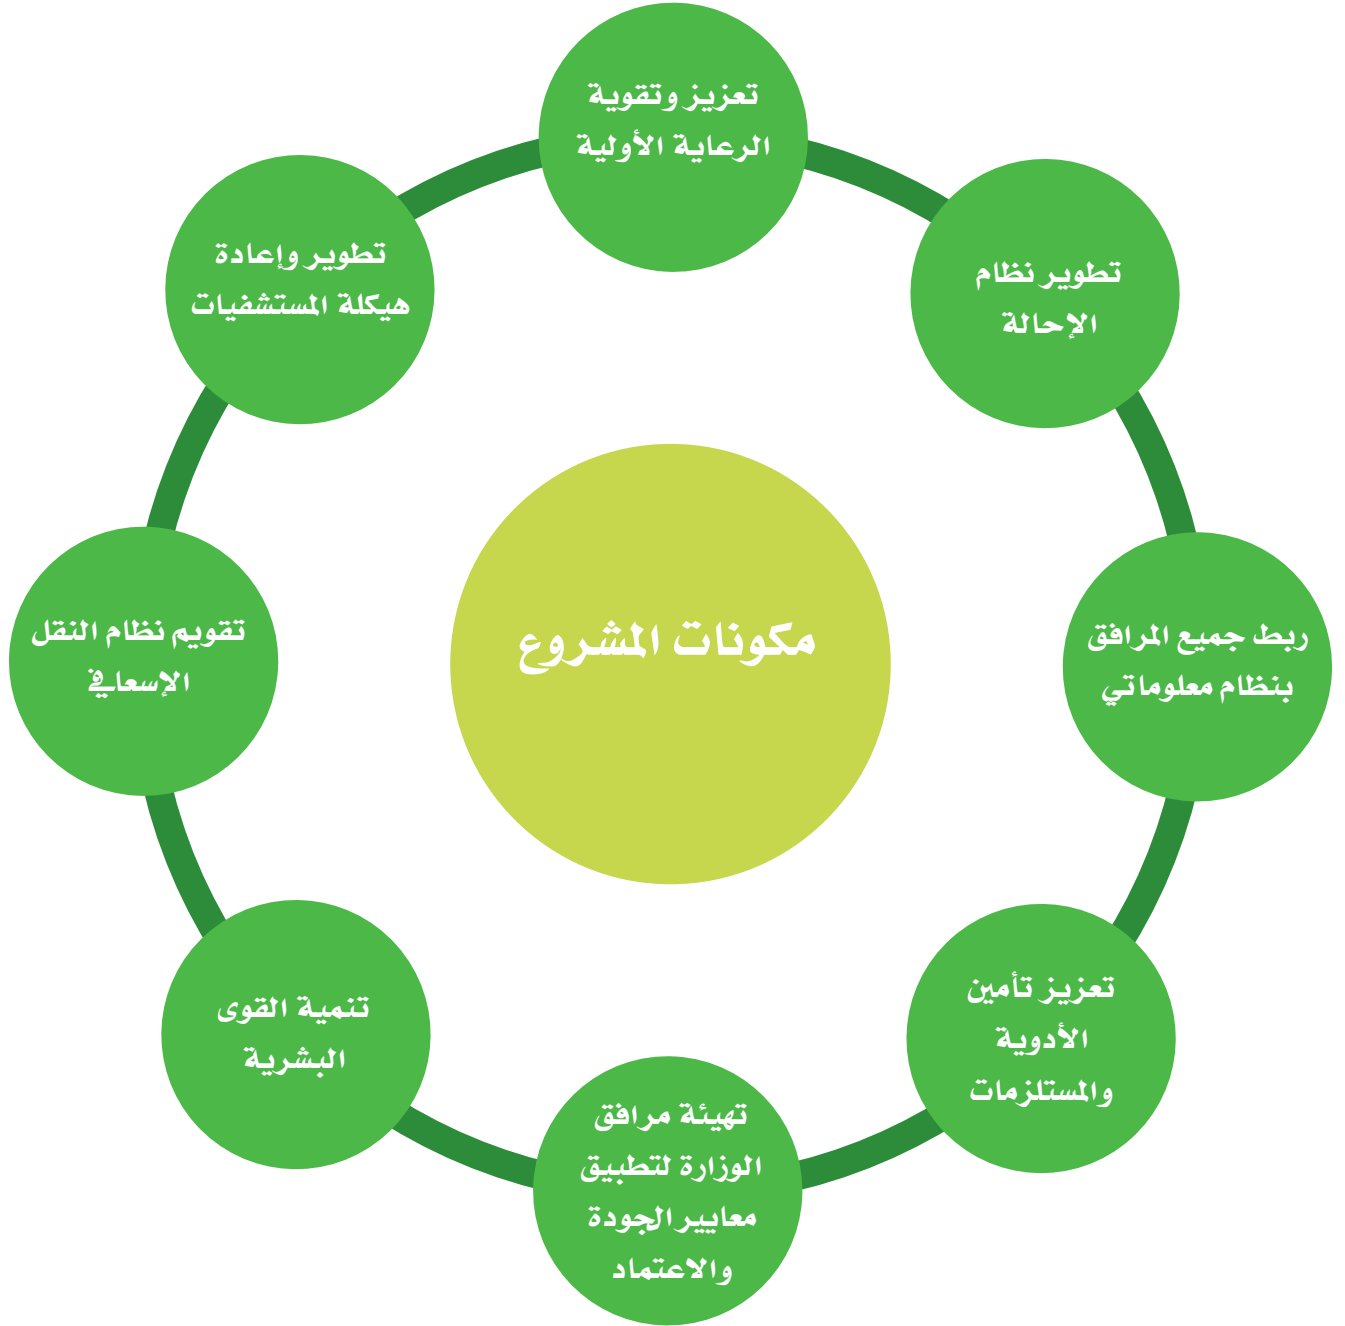 تعزيز وتقوية
الرعاية الأولية
تطوير نظام
الإحالة
ربط جميع المرافق
بنظام معلوماتي
تعزيز تأمين
الأدوية
والمستلزمات
تهيئة مرافق
الوزارة لتطبيق
معايير الجودة
والاعتماد
تنمية القوى
البشرية
تقويم نظام النقل
الإسعافي
تطوير وإعادة
هيكلة المستشفيات
مكونات المشروع